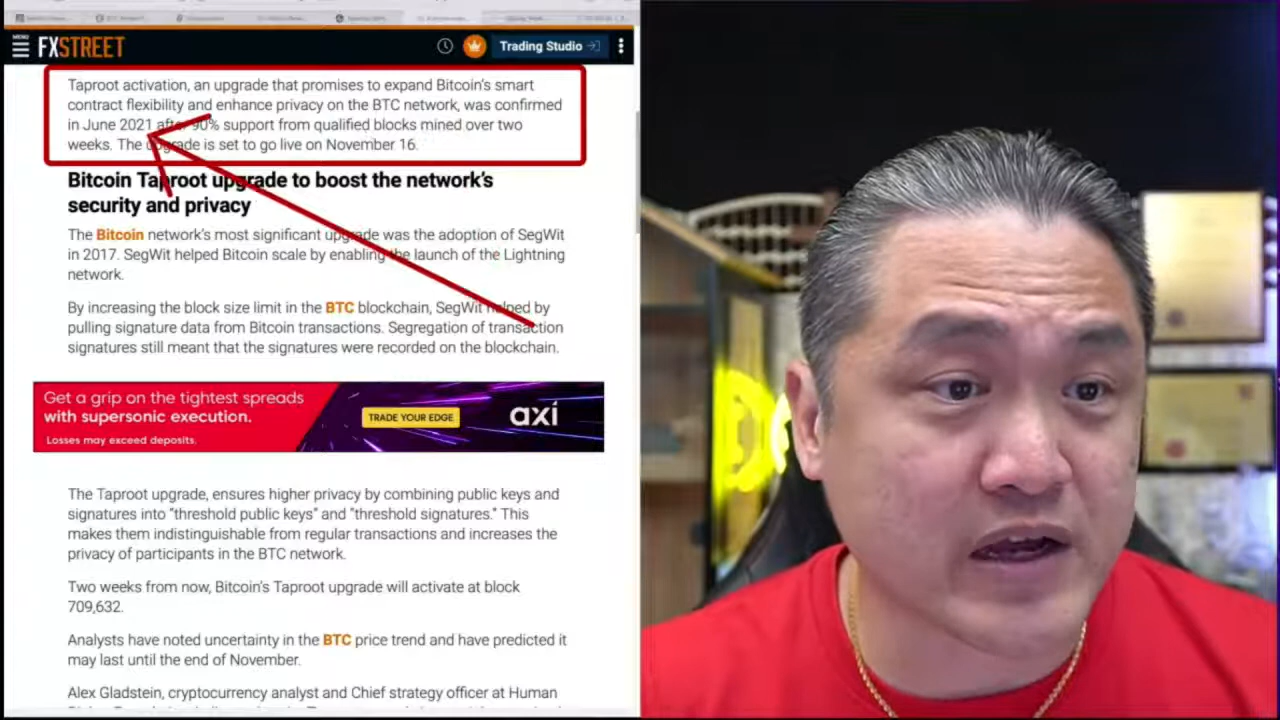 MENU
FXSTREET
Trading Studio
Taproot activation, an upgrade that promises to expand Bitcoin's smart
contract flexibility and enhance privacy on the BTC network, was confirmed
in June 2021 after 90% support from qualified blocks mined over two
weeks. The upgrade is set to go live on November 16.
Bitcoin Taproot upgrade to boost the network's
security and privacy
The Bitcoin network's most significant upgrade was the adoption of SegWit
in 2017. SegWit helped Bitcoin scale by enabling the launch of the Lightning
network.
By increasing the block size limit in the BTC blockchain, SegWit helped by
pulling signature data from Bitcoin transactions. Segregation of transaction
signatures still meant that the signatures were recorded on the blockchain.
Get a grip on the tightest spreads
with supersonic execution.
Losses may exceed deposits.
TRADE YOUR EDGE
axi
The Taproot upgrade, ensures higher privacy by combining public keys and
signatures into “threshold public keys” and “threshold signatures.” This
makes them indistinguishable from regular transactions and increases the
privacy of participants in the BTC network.
Two weeks from now, Bitcoin's Taproot upgrade will activate at block
709,632.
Analysts have noted uncertainty in the BTC price trend and have predicted it
may last until the end of November.
Alex Gladstein, cryptocurrency analyst and Chief strategy officer at Human